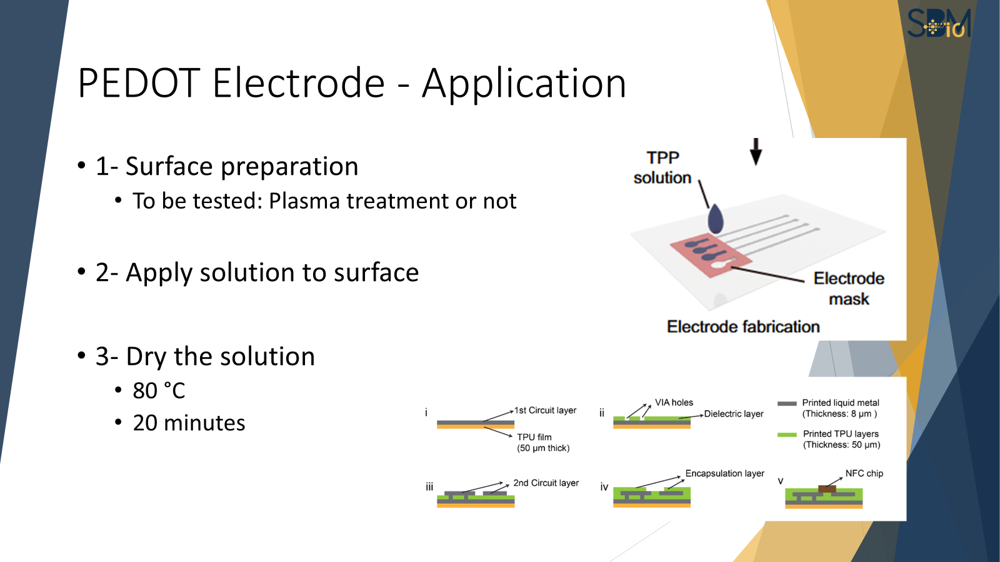 SBMiO
PEDOT Electrode - Application
• 1- Surface preparation
• To be tested: Plasma treatment or not
• 2- Apply solution to surface
• 3- Dry the solution
• 80 °C
• 20 minutes
TPP
solution
Electrode
mask
Electrode fabrication
i
1st Circuit layer
TPU film
(50 µm thick)
ii
VIA holes
Dielectric layer
Printed liquid metal
(Thickness: 8 µm )
Printed TPU layers
(Thickness: 50 µm)
iii
2nd Circuit layer
iv
Encapsulation layer
v
NFC chip